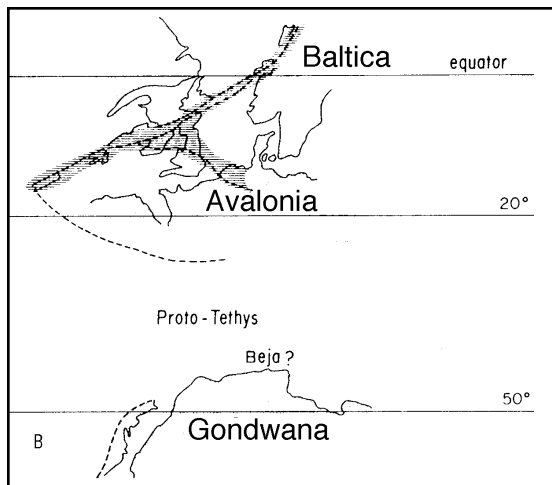 Baltica
equator
Avalonia
20°
Proto-Tethys
Beja?
50°
Gondwana
B